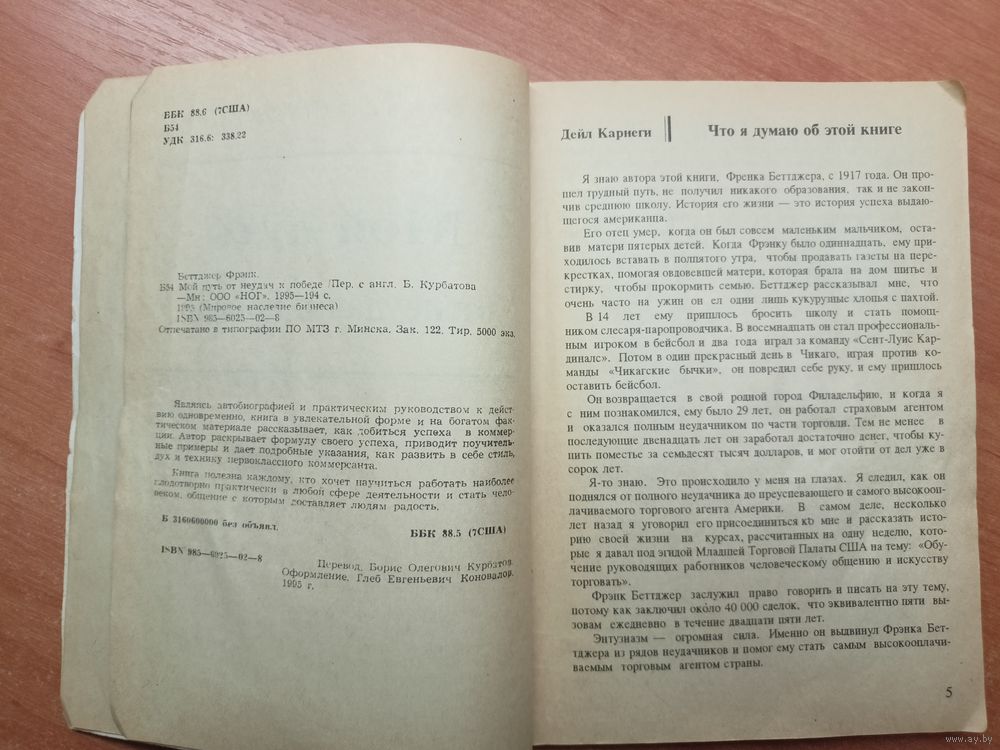 ББК 88.6 (7США)
Б54
УДК 316.6: 338.22
Беттджер Фрэнк.
Б54 Мой путь от неудач к победе /Пер. с англ. Б. Курбатова
—Мн: ООО «НОГ», 1995—194 с.
1995 (Мировое наследие бизнеса)
ISBN 985—6025—02—8
Отпечатано в типографии ПО МТЗ г. Минска, Зак. 122, Тир. 5000 экз.
Являясь автобиографией и практическим руководством к дейст-
вию одновременно, книга в увлекательной форме и на богатом фак-
тическом материале рассказывает, как добиться успеха в коммер-
ции. Автор раскрывает формулу своего успеха, приводит поучитель-
ные примеры и дает подробные указания, как развить в себе стиль,
дух и технику первоклассного коммерсанта.
Книга полезна каждому, кто хочет научиться работать наиболее
плодотворно практически в любой сфере деятельности и стать чело-
веком, общение с которым доставляет людям радость.
Б 3160600000 без объявл.
ББК 88.5 (7США)
ISBN 985—6025—02—8
Перевод, Борис Олегович Курбатов.
Оформление, Глеб Евгеньевич Коновалор.
1995 г.
Дейл Карнеги
Что я думаю об этой книге
Я знаю автора этой книги, Френка Беттджера, с 1917 года. Он про-
шел трудный путь, не получил никакого образования, так и не закон-
чив среднюю школу. История его жизни — это история успеха выдаю-
щегося американца.
Его отец умер, когда он был совсем маленьким мальчиком, оста-
вив матери пятерых детей. Когда Фрэнку было одиннадцать, ему при-
ходилось вставать в полпятого утра, чтобы продавать газеты на пере-
крестках, помогая овдовевшей матери, которая брала на дом шитье и
стирку, чтобы прокормить семью. Беттджер рассказывал мне, что
очень часто на ужин он ел одни лишь кукурузные хлопья с пахтой.
В 14 лет ему пришлось бросить школу и стать помощ-
ником слесаря-паропроводчика. В восемнадцать он стал профессиональ-
ным игроком в бейсбол и два года играл за команду «Сент-Луис Кар-
диналс». Потом в один прекрасный день в Чикаго, играя против ко-
манды «Чикагские бычки», он повредил себе руку, и ему пришлось
оставить бейсбол.
Он возвращается в свой родной город Филадельфию, и когда я
с ним познакомился, ему было 29 лет, он работал страховым агентом
и оказался полным неудачником по части торговли. Тем не менее в
последующие двенадцать лет он заработал достаточно денег, чтобы ку-
пить поместье за семьдесят тысяч долларов, и мог отойти от дел уже в
сорок лет.
Я-то знаю. Это происходило у меня на глазах. Я следил, как он
поднялся от полного неудачника до преуспевающего и самого высокооп-
лачиваемого торгового агента Америки. В самом деле, несколько
лет назад я уговорил его присоединиться ко мне и рассказать исто-
рию своей жизни на курсах, рассчитанных на одну неделю, кото-
рые я давал под эгидой Младшей Торговой Палаты США на тему: «Обу-
чение руководящих работников человеческому общению и искусству
торговать».
Фрэнк Беттджер заслужил право говорить и писать на эту тему,
потому как заключил около 40 000 сделок, что эквивалентно пяти вы-
зовам ежедневно в течение двадцати пяти лет.
Энтузиазм — огромная сила. Именно он выдвинул Фрэнка Бет-
тджера из рядов неудачников и помог ему стать самым высокооплачи-
ваемым торговым агентом страны.
5
www.ay.by